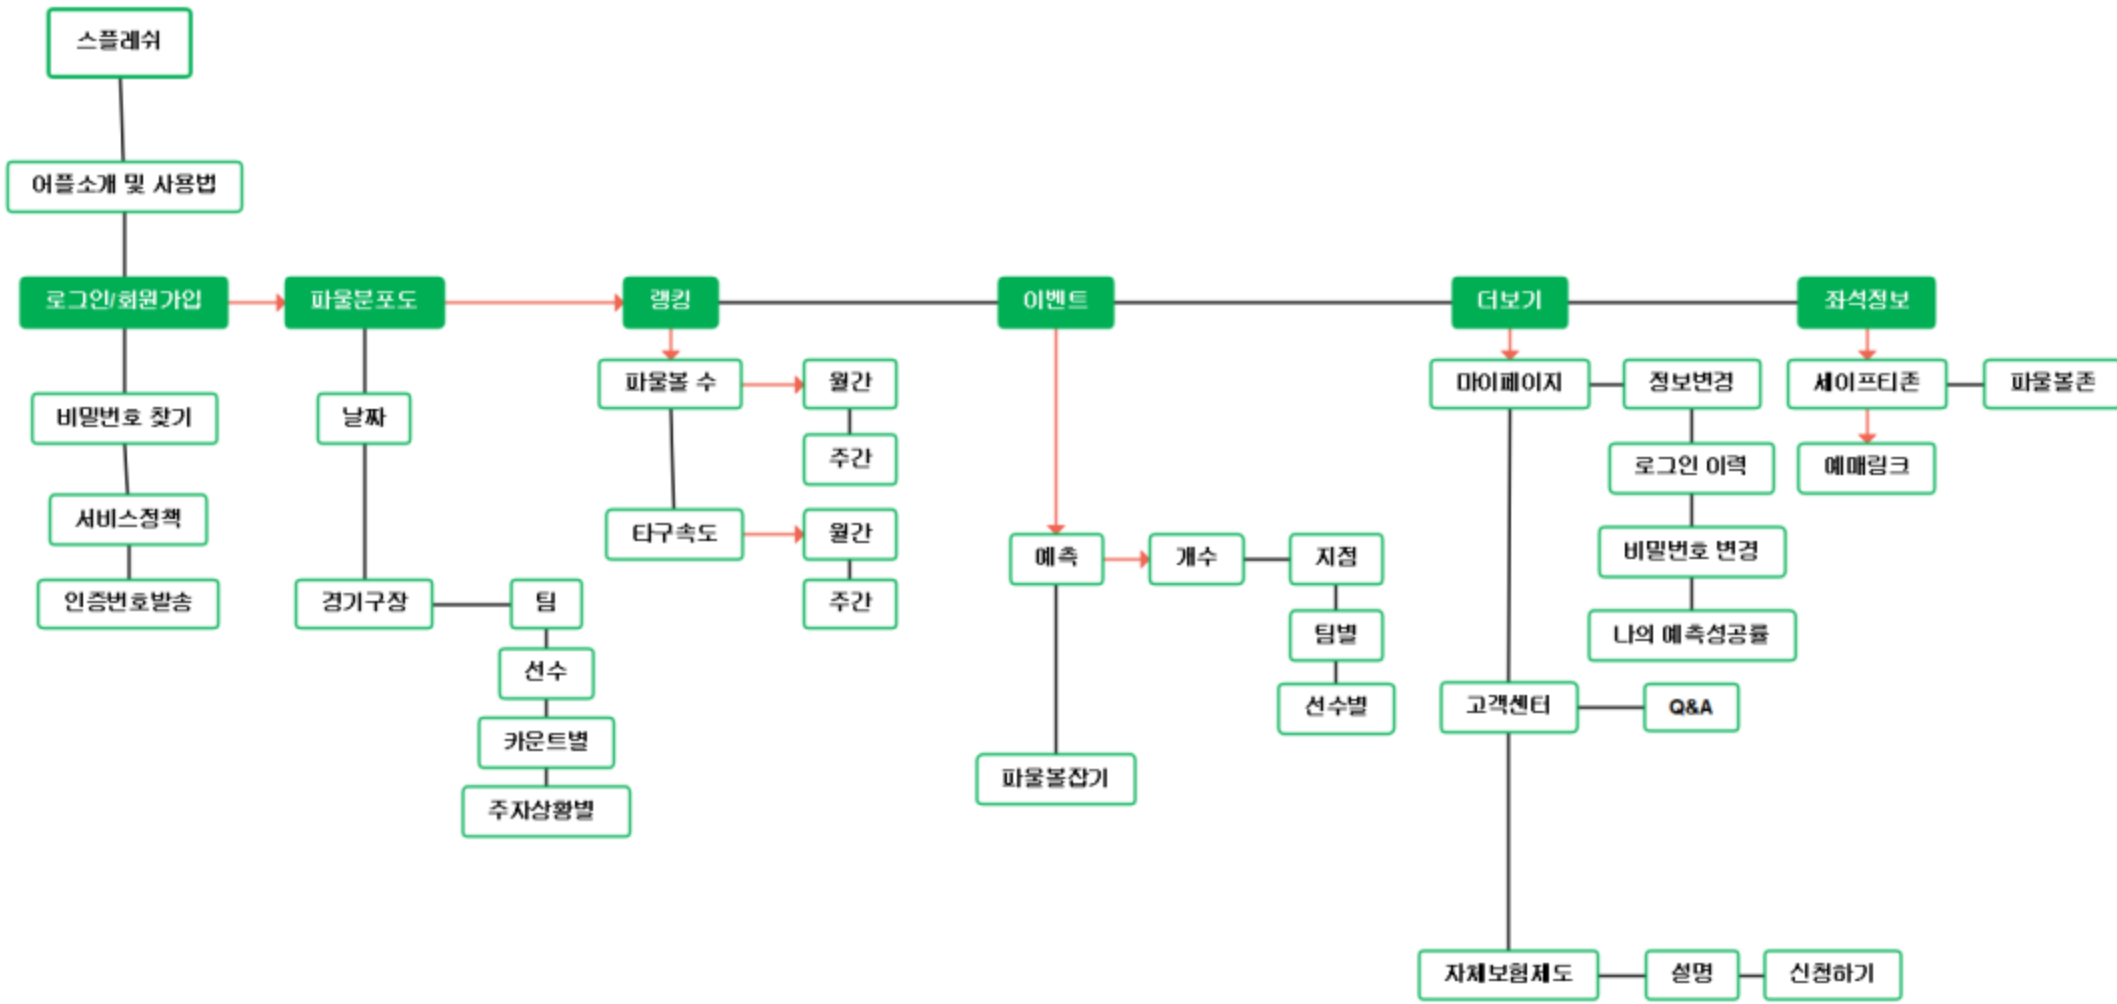 스플레쉬
어플소개 및 사용법
로그인/회원가입
파울분포도
랭킹
이벤트
더보기
좌석정보
비밀번호 찾기
서비스정책
인증번호발송
날짜
경기구장
팀
선수
카운트별
주자상황별
파울볼 수
월간
주간
타구속도
월간
주간
예측
개수
지점
팀별
선수별
파울볼잡기
마이페이지
정보변경
로그인 이력
비밀번호 변경
나의 예측성공률
고객센터
Q&A
자체보험제도
설명
신청하기
세이프티존
파울볼존
예매링크